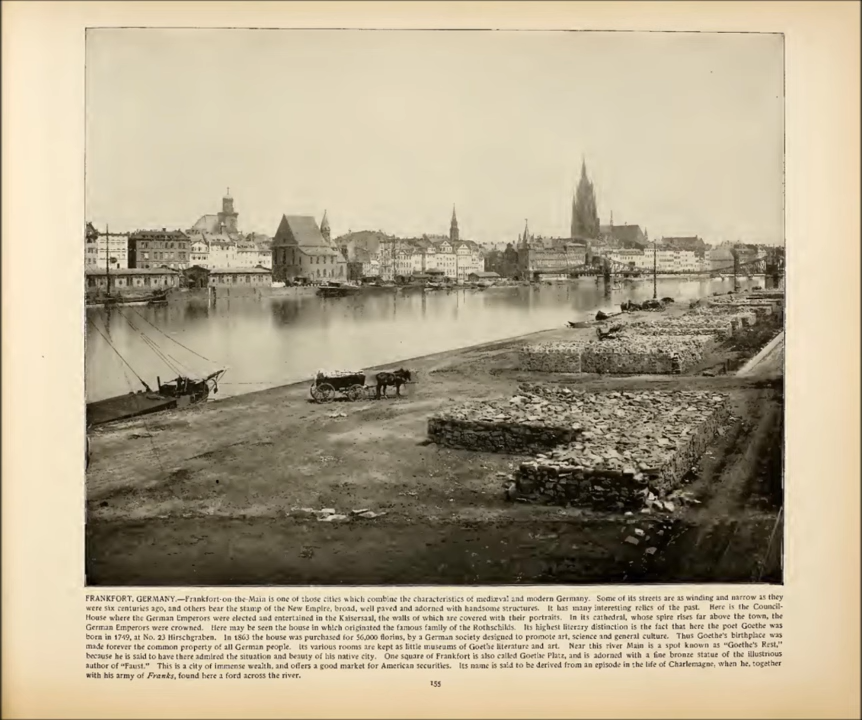 FRANKFORT, GERMANY.—Frankfort-on-the-Main is one of those cities which combine the characteristics of mediæval and modern Germany. Some of its streets are as winding and narrow as they
were six centuries ago, and others bear the stamp of the New Empire, broad, well paved and adorned with handsome structures. It has many interesting relics of the past. Here is the Council-
House where the German Emperors were elected and entertained in the Kaisersaal, the walls of which are covered with their portraits. In its cathedral, whose spire rises far above the town, the
German Emperors were crowned. Here may be seen the house in which originated the famous family of the Rothschilds. Its highest literary distinction is the fact that here the poet Goethe was
born in 1749, at No. 23 Hirschgraben. In 1863 the house was purchased for 56,000 florins, by a German society designed to promote art, science and general culture. Thus Goethe's birthplace was
made forever the common property of all German people. Its various rooms are kept as little museums of Goethe literature and art. Near this river Main is a spot known as "Goethe's Rest,"
because he is said to have there admired the situation and beauty of his native city. One square of Frankfort is also called Goethe Platz, and is adorned with a fine bronze statue of the illustrious
author of "Faust." This is a city of immense wealth, and offers a good market for American securities. Its name is said to be derived from an episode in the life of Charlemagne, when he, together
with his army of Franks, found here a ford across the river.
155